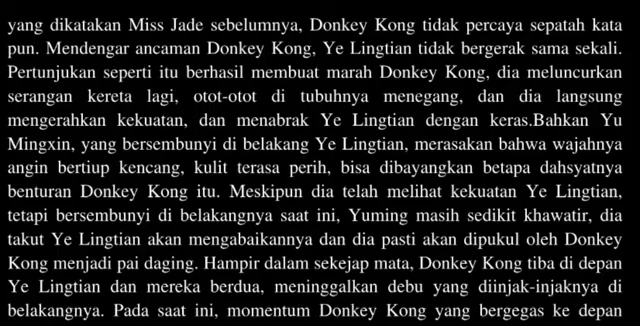 yang dikatakan Miss Jade sebelumnya, Donkey Kong tidak percaya sepatah kata
pun. Mendengar ancaman Donkey Kong, Ye Lingtian tidak bergerak sama sekali.
Pertunjukan seperti itu berhasil membuat marah Donkey Kong, dia meluncurkan
serangan kereta lagi, otot-otot di tubuhnya menegang, dan dia langsung
mengerahkan kekuatan, dan menabrak Ye Lingtian dengan keras.Bahkan Yu
Mingxin, yang bersembunyi di belakang Ye Lingtian, merasakan bahwa wajahnya
angin bertiup kencang, kulit terasa perih, bisa dibayangkan betapa dahsyatnya
benturan Donkey Kong itu. Meskipun dia telah melihat kekuatan Ye Lingtian,
tetapi bersembunyi di belakangnya saat ini, Yuming masih sedikit khawatir, dia
takut Ye Lingtian akan mengabaikannya dan dia pasti akan dipukul oleh Donkey
Kong menjadi pai daging. Hampir dalam sekejap mata, Donkey Kong tiba di depan
Ye Lingtian dan mereka berdua, meninggalkan debu yang diinjak-injaknya di
belakangnya. Pada saat ini, momentum Donkey Kong yang bergegas ke depan